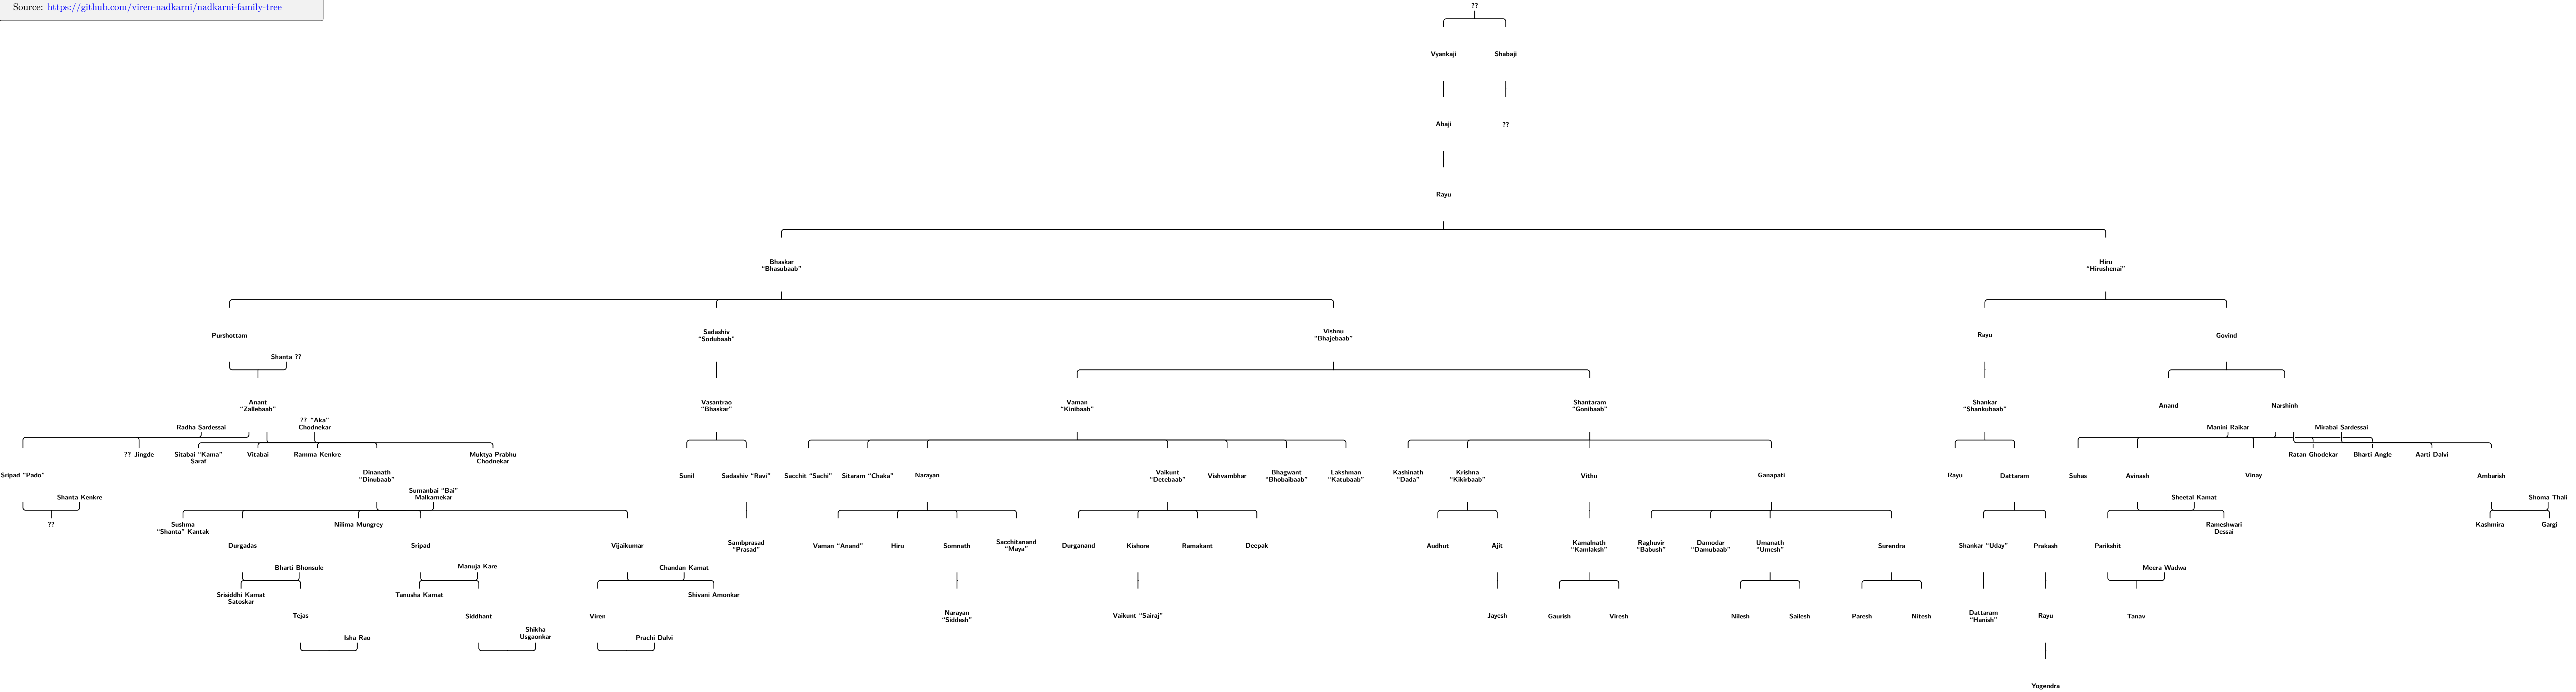 Source: https://github.com/viren-nadkarni/nadkarni-family-tree
??
Vyankaji
Shabaji
Abaji
??
Rayu
Bhaskar
“Bhasubaab”
Hiru
“Hirushenai”
Purshottam
Shanta ??
Sadashiv
“Sodubaab”
Vishnu
“Bhajebaab”
Rayu
Govind
Anant
“Zallebaab”
Radha Sardessai
?? “Aka”
Chodnekar
Vasantrao
“Bhaskar”
Vaman
“Kinibaab”
Shantaram
“Gonibaab”
Shankar
“Shankubaab”
Anand
Narshinh
Manini Raikar
Mirabai Sardessai
Sripad “Pado”
Shanta Kenkre
?? Jingde
Sitabai “Kama”
Saraf
Vitabai
Ramma Kenkre
Dinanath
“Dinubaab”
Sumanbai “Bai”
Malkarnekar
Muktya Prabhu
Chodnekar
Sunil
Sadashiv “Ravi”
Sacchit “Sachi”
Sitaram “Chaka”
Narayan
Vaikunt
“Detebaab”
Vishvambhar
Bhagwant
“Bhobaibaab”
Lakshman
“Katubaab”
Kashinath
“Dada”
Krishna
“Kikirbaab”
Vithu
Ganapati
Rayu
Dattaram
Suhas
Avinash
Sheetal Kamat
Vinay
Ratan Ghodekar
Bharti Angle
Aarti Dalvi
Ambarish
Shoma Thali
??
Sushma
“Shanta” Kantak
Durgadas
Bharti Bhonsule
Nilima Mungrey
Sripad
Manuja Kare
Vijaikumar
Chandan Kamat
Sambprasad
“Prasad”
Vaman “Anand”
Hiru
Somnath
Sacchitanand
“Maya”
Durganand
Kishore
Ramakant
Deepak
Audhut
Ajit
Kamalnath
“Kamlaksh”
Raghuvir
“Babush”
Damodar
“Damubaab”
Umanath
“Umesh”
Surendra
Shankar “Uday”
Prakash
Parikshit
Meera Wadwa
Rameshwari
Dessai
Kashmira
Gargi
Srisiddhi Kamat
Satoskar
Tejas
Isha Rao
Tanusha Kamat
Siddhant
Shikha
Usgaonkar
Viren
Prachi Dalvi
Shivani Amonkar
Narayan
“Siddesh”
Vaikunt “Sairaj”
Jayesh
Gaurish
Viresh
Nilesh
Sailesh
Paresh
Nitesh
Dattaram
“Hanish”
Rayu
Tanav
Yogendra